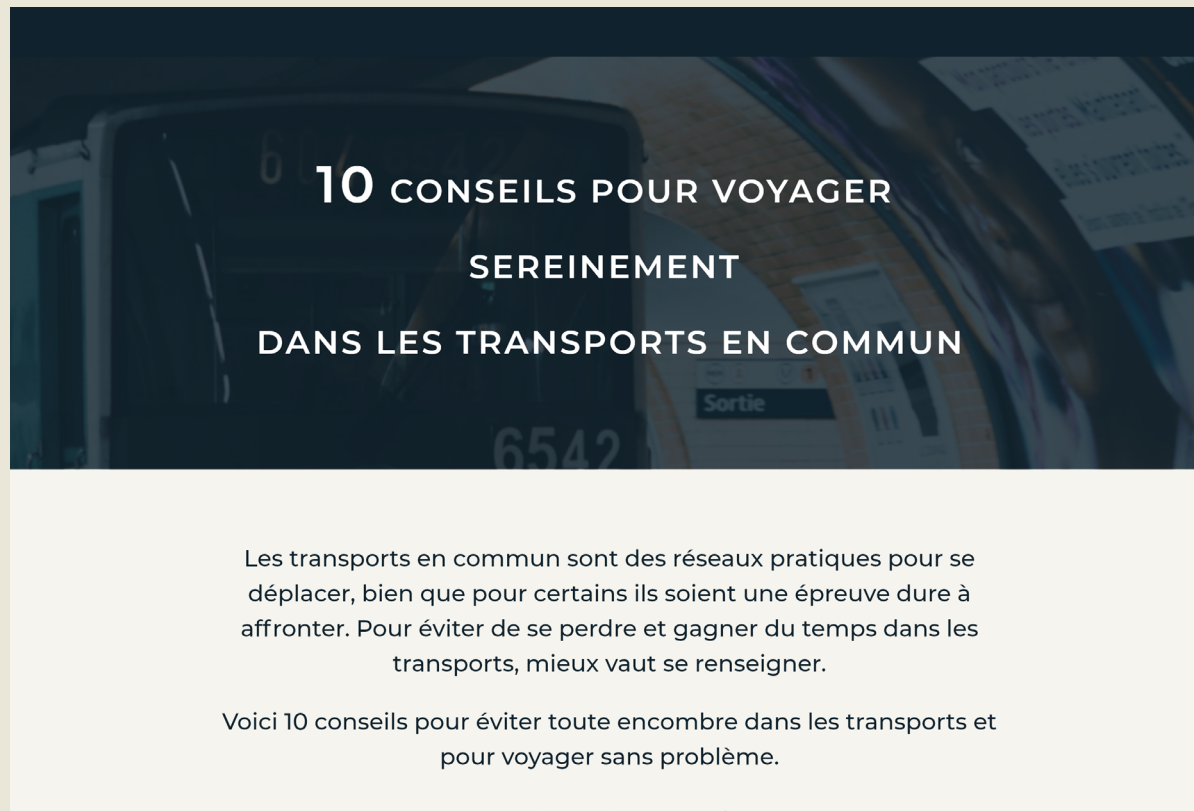 10 CONSEILS POUR VOYAGER
SEREINEMENT
DANS LES TRANSPORTS EN COMMUN
Sortie
6542
Les transports en commun sont des réseaux pratiques pour se
déplacer, bien que pour certains ils soient une épreuve dure à
affronter. Pour éviter de se perdre et gagner du temps dans les
transports, mieux vaut se renseigner.
Voici 10 conseils pour éviter toute encombre dans les transports et
pour voyager sans problème.